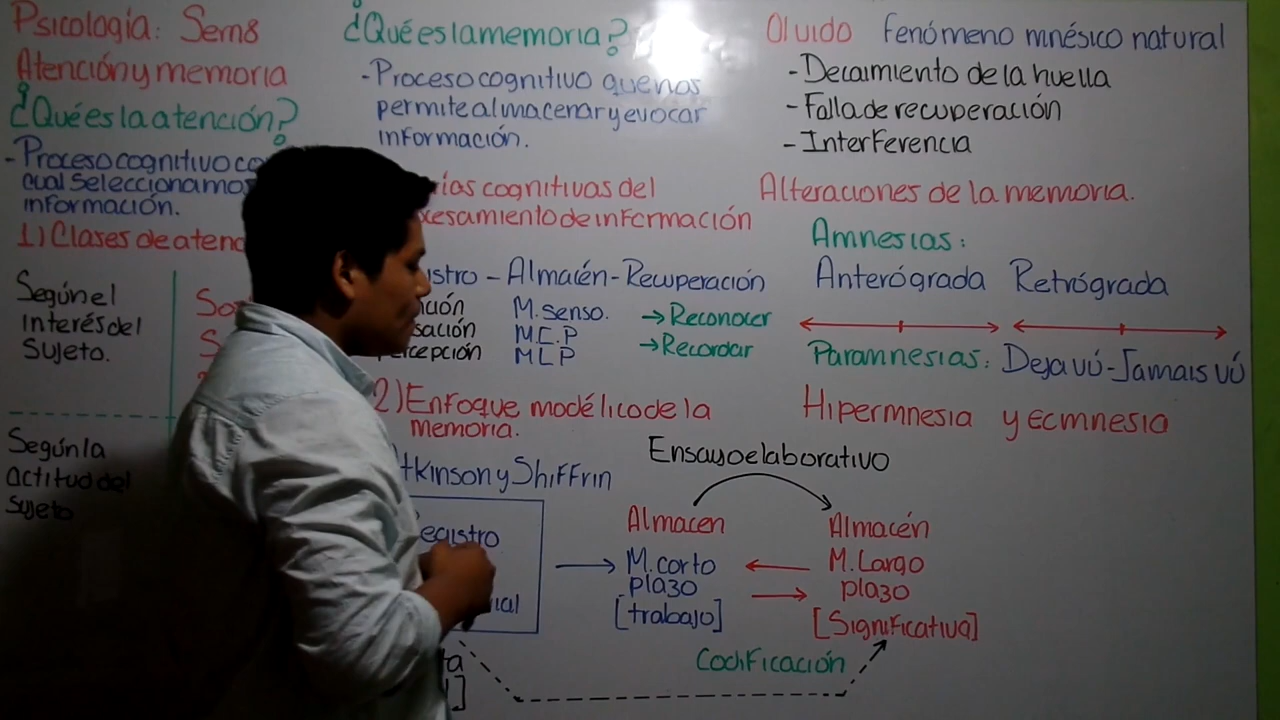 Psicología: Sem8
Atención y memoria
¿Qué es la atención?
- Proceso cognitivo
cual seleccionamos
información.
1) Clases de
Según el
interés del
Sujeto.
Según la
actitud del
Sujeto
¿Qué es la memoria?
- Proceso cognitivo que nos
permite almacenar y evocar
información.
cognitivas del
de información
- Almacén - Recuperación
M. Senso.
M.C.P
M L P
→ Reconocer
→ Recordar
2) Enfoque modélico de la
memoria.
Atkinson y Shiffrin
Registro
Ensayo elaborativo
Almacen
M. corto
plazo
[trabajo]
Almacén
M. Largo
plazo
[Significativa]
Codificación
Olvido fenómeno mnésico natural
- Decaimiento de la huella
- Falla de recuperación
- Interferencia
Alteraciones de la memoria.
Amnesias:
Anterógrada Retrógrada
Paramnesias: Deja vú - Jamais vú
Hipermnesia y ecmnesia